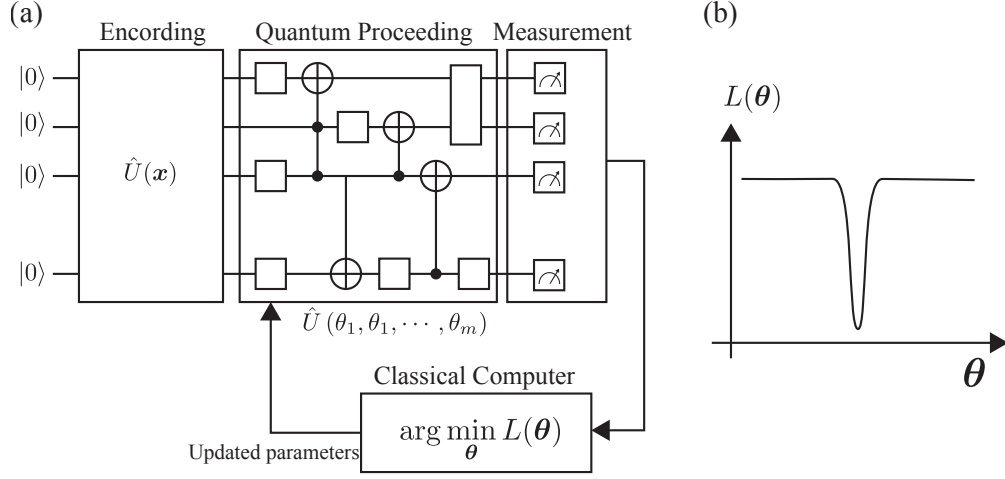 (a)
Encording Quantum Proceeding Measurement
|0⟩
|0⟩
|0⟩
|0⟩
Û(x)
Û (θ₁, θ₁, ⋯ , θₘ)
Classical Computer
arg min L(θ)
θ
Updated parameters
(b)
L(θ)
θ